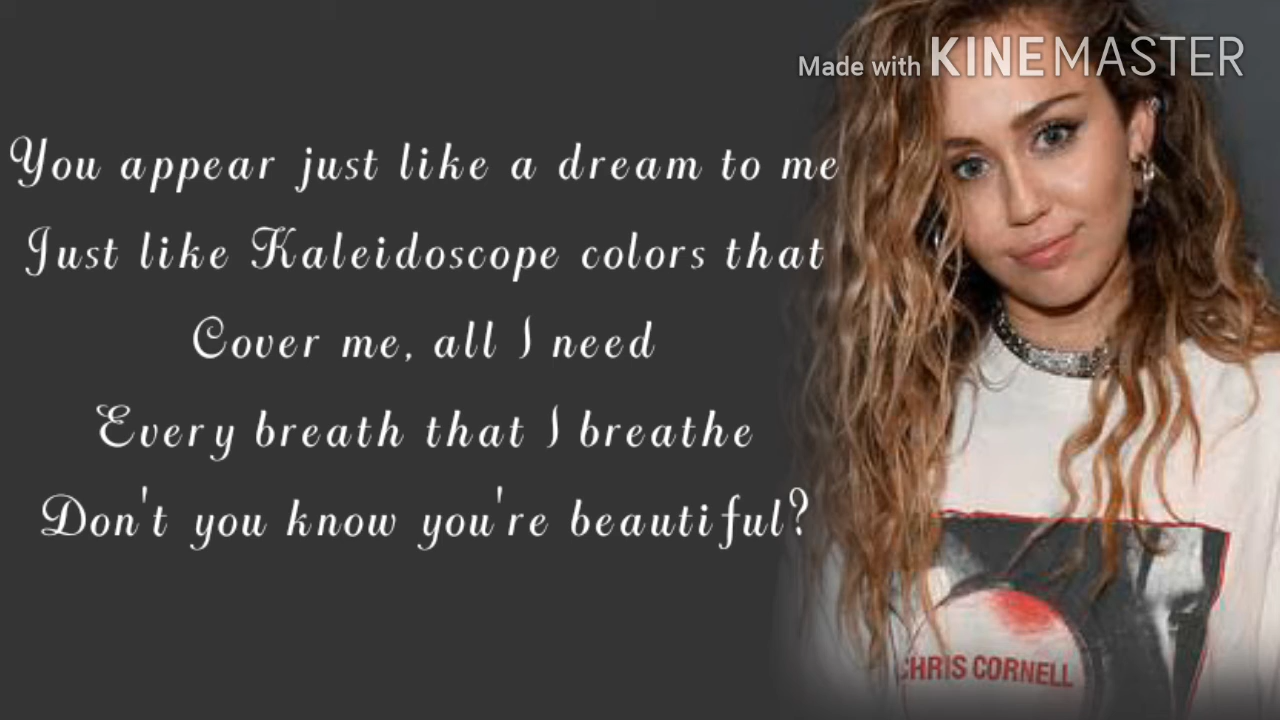 Made with KINEMASTER
You appear just like a dream to me
Just like Kaleidoscope colors that
Cover me, all I need
Every breath that I breathe
Don't you know you're beautiful?
CHRIS CORNELL